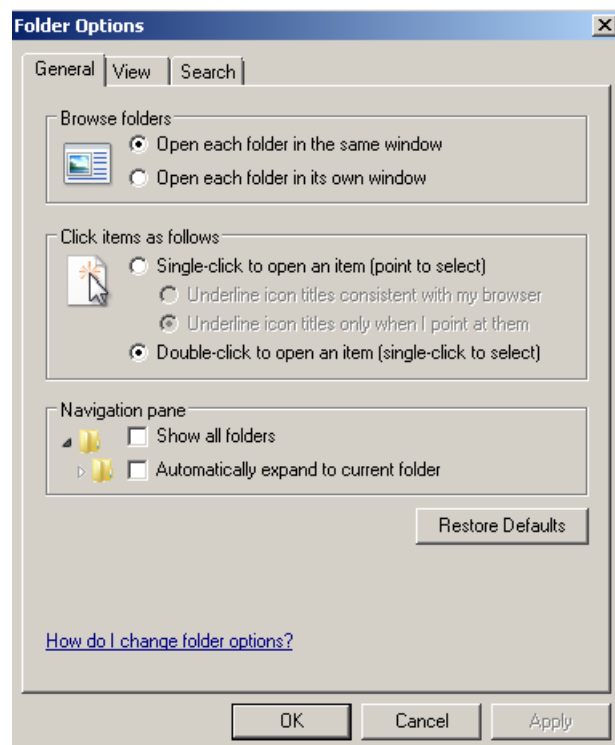 Folder Options
General View Search
Browse folders
Open each folder in the same window
Open each folder in its own window
Click items as follows
Single-click to open an item (point to select)
Underline icon titles consistent with my browser
Underline icon titles only when I point at them
Double-click to open an item (single-click to select)
Navigation pane
Show all folders
Automatically expand to current folder
Restore Defaults
How do I change folder options?
OK Cancel Apply